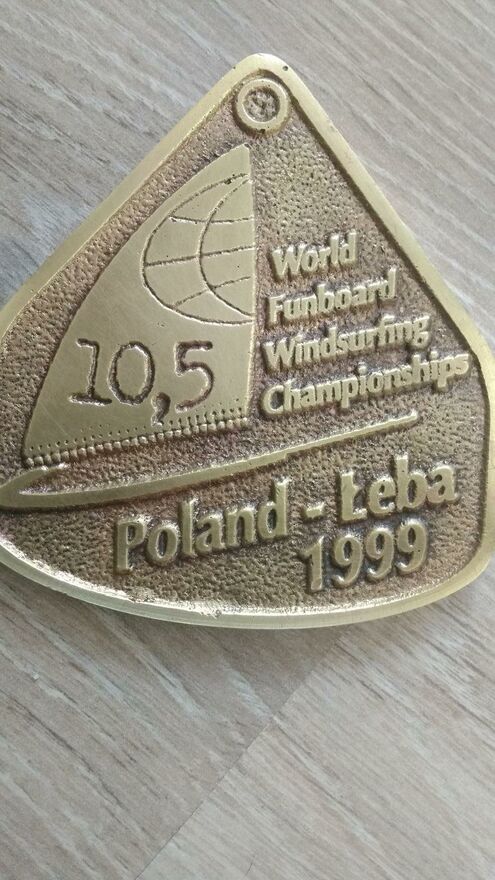 10,5
World
Funboard
Windsurfing
Championships
Poland - Łeba
1999